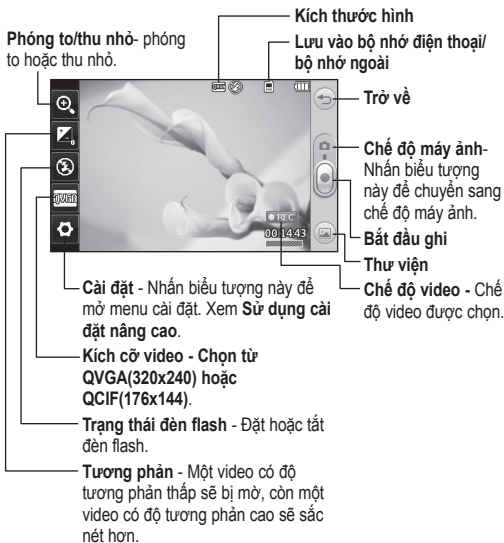 Kích thước hình
Phóng to/thu nhỏ- phóng
to hoặc thu nhỏ.
Lưu vào bộ nhớ điện thoại/
bộ nhớ ngoài
Trở về
Chế độ máy ảnh-
Nhấn biểu tượng
này để chuyển sang
chế độ máy ảnh.
Bắt đầu ghi
Thư viện
Chế độ video - Chế
độ video được chọn.
REC
00:14:43
Cài đặt - Nhấn biểu tượng này để
mở menu cài đặt. Xem Sử dụng cài
đặt nâng cao.
Kích cỡ video - Chọn từ
QVGA(320x240) hoặc
QCIF(176x144).
Trạng thái đèn flash - Đặt hoặc tắt
đèn flash.
Tương phản - Một video có độ
tương phản thấp sẽ bị mờ, còn một
video có độ tương phản cao sẽ sắc
nét hơn.